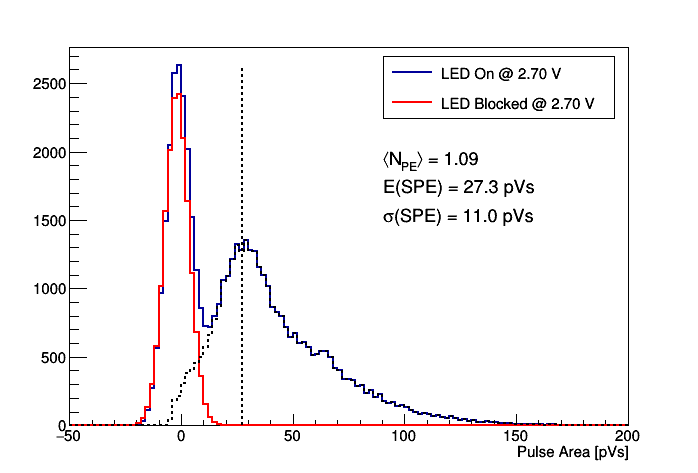 LED On @ 2.70 V
LED Blocked @ 2.70 V
⟨N_PE⟩ = 1.09
E(SPE) = 27.3 pVs
σ(SPE) = 11.0 pVs
2500
2000
1500
1000
500
0
−50 0 50 100 150 200
Pulse Area [pVs]